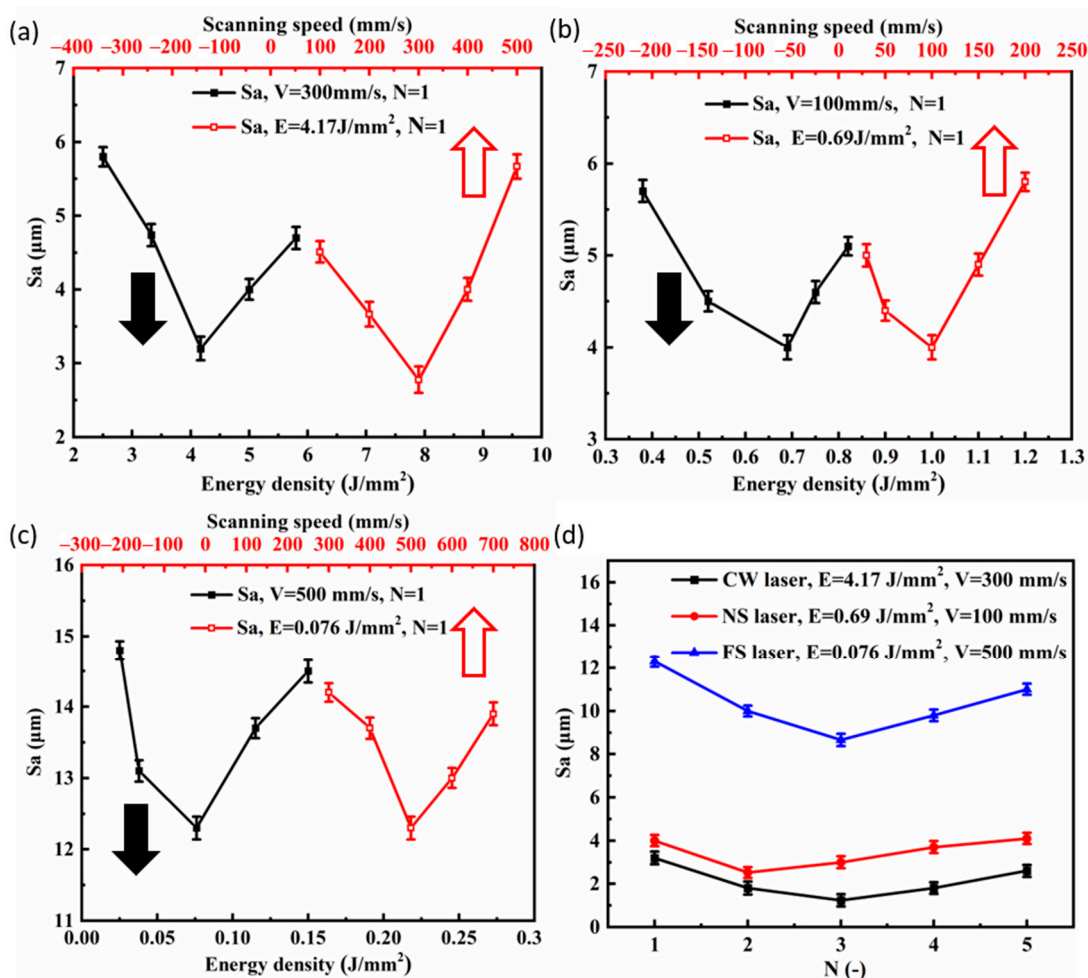 (a)
Scanning speed (mm/s)
−400 −300 −200 −100 0 100 200 300 400 500
7
6
5
4
3
2
Sa (μm)
Sa, V=300mm/s, N=1
Sa, E=4.17J/mm², N=1
2 3 4 5 6 7 8 9 10
Energy density (J/mm²)
(b)
Scanning speed (mm/s)
−250 −200 −150 −100 −50 0 50 100 150 200 250
7
6
5
4
3
Sa (μm)
Sa, V=100mm/s, N=1
Sa, E=0.69J/mm², N=1
0.3 0.4 0.5 0.6 0.7 0.8 0.9 1.0 1.1 1.2 1.3
Energy density (J/mm²)
(c)
Scanning speed (mm/s)
−300 −200 −100 0 100 200 300 400 500 600 700 800
16
15
14
13
12
11
Sa (μm)
Sa, V=500 mm/s, N=1
Sa, E=0.076 J/mm², N=1
0.00 0.05 0.10 0.15 0.20 0.25 0.30
Energy density (J/mm²)
(d)
16
14
12
10
8
6
4
2
0
Sa (μm)
CW laser, E=4.17 J/mm², V=300 mm/s
NS laser, E=0.69 J/mm², V=100 mm/s
FS laser, E=0.076 J/mm², V=500 mm/s
1 2 3 4 5
N (-)